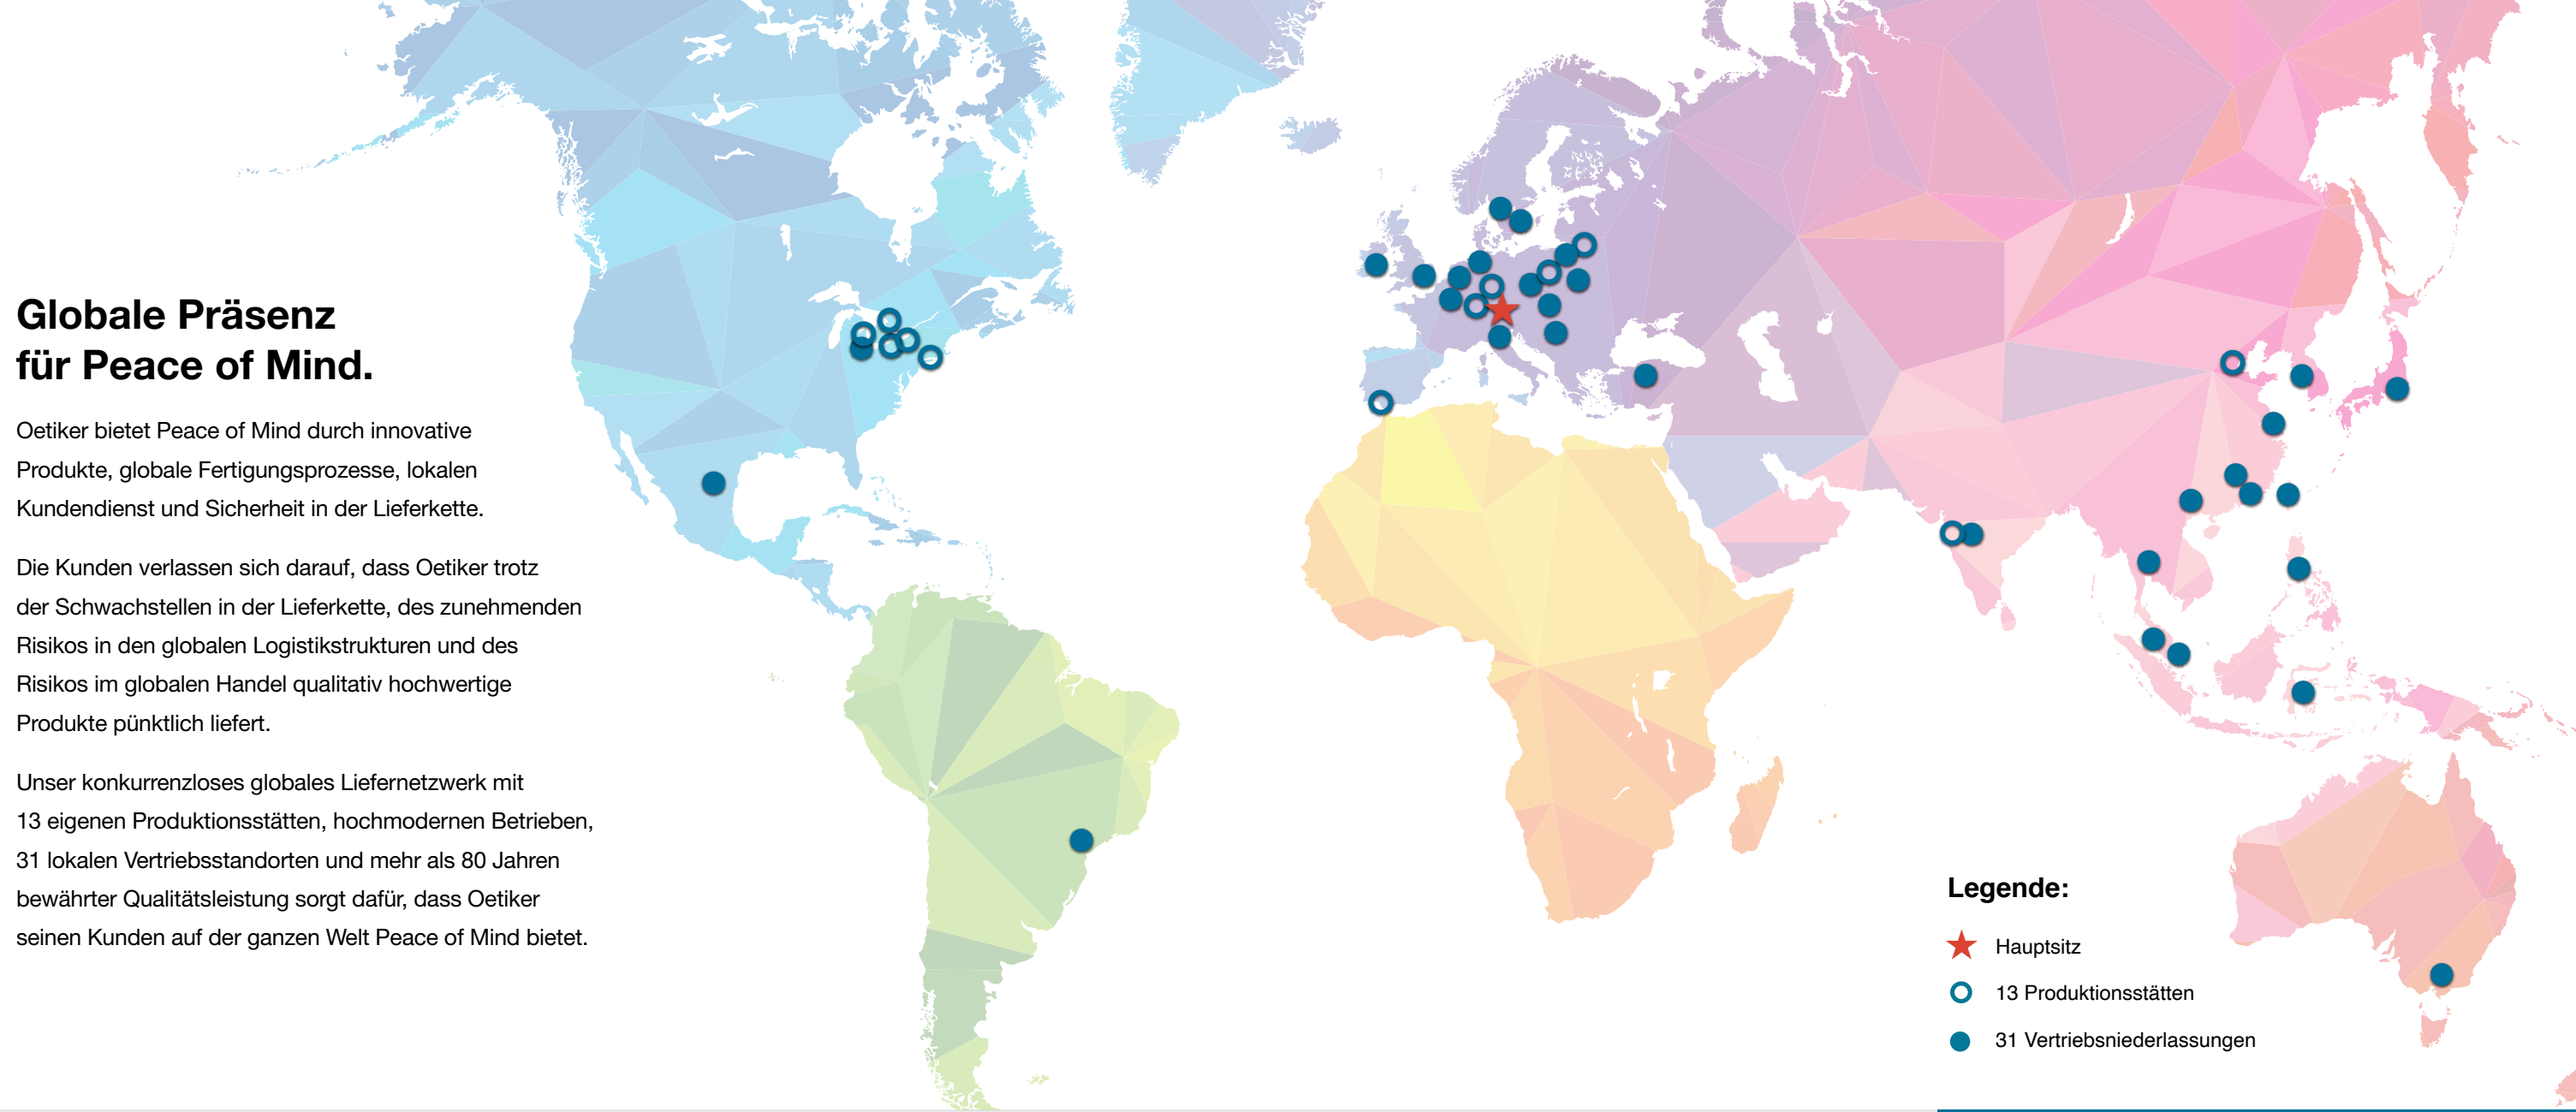 Globale Präsenz
für Peace of Mind.
Oetiker bietet Peace of Mind durch innovative
Produkte, globale Fertigungsprozesse, lokalen
Kundendienst und Sicherheit in der Lieferkette.
Die Kunden verlassen sich darauf, dass Oetiker trotz
der Schwachstellen in der Lieferkette, des zunehmenden
Risikos in den globalen Logistikstrukturen und des
Risikos im globalen Handel qualitativ hochwertige
Produkte pünktlich liefert.
Unser konkurrenzloses globales Liefernetzwerk mit
13 eigenen Produktionsstätten, hochmodernen Betrieben,
31 lokalen Vertriebsstandorten und mehr als 80 Jahren
bewährter Qualitätsleistung sorgt dafür, dass Oetiker
seinen Kunden auf der ganzen Welt Peace of Mind bietet.
Legende:
Hauptsitz
13 Produktionsstätten
31 Vertriebsniederlassungen